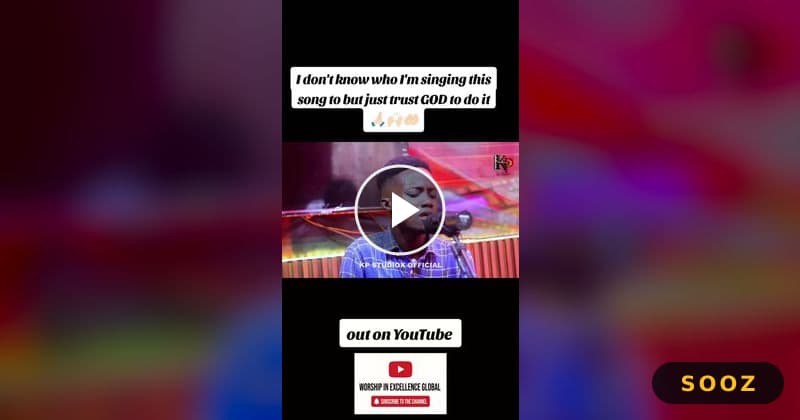 I don't know who I'm singing this
song to but just trust GOD to do it
🙏🏻🙌🏻🤲🏻
KP
KP STUDIOX OFFICIAL
out on YouTube
WORSHIP IN EXCELLENCE GLOBAL
SUBSCRIBE TO THE CHANNEL
SOOZ